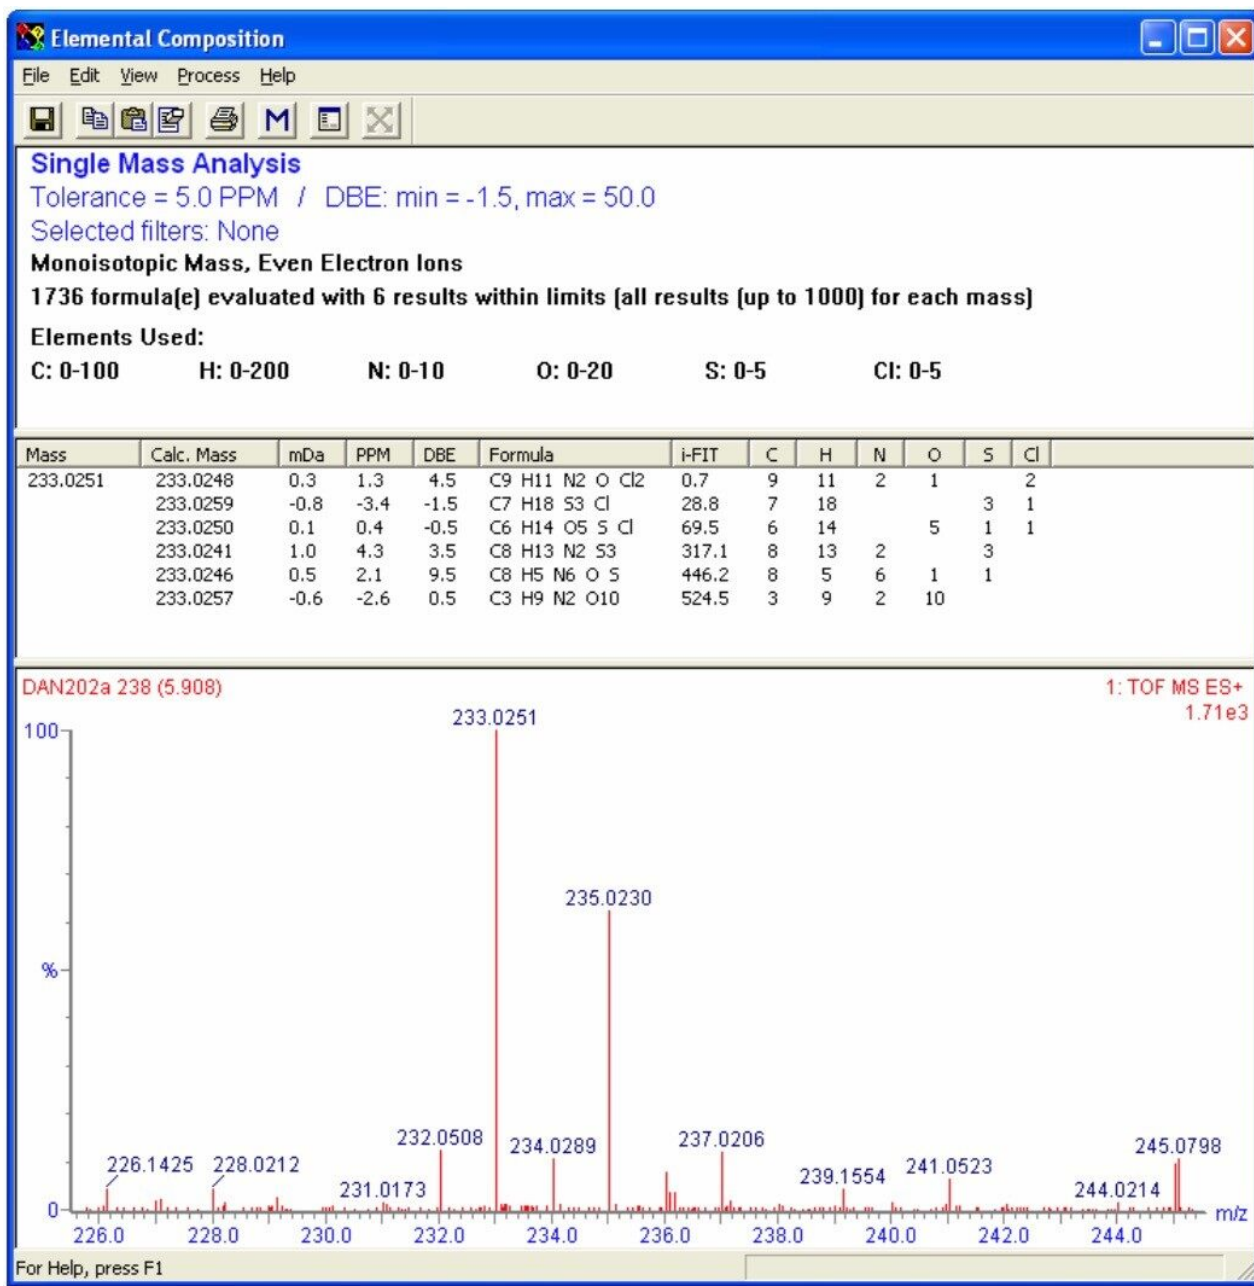 Elemental Composition
File Edit View Process Help
M
Single Mass Analysis
Tolerance = 5.0 PPM / DBE: min = -1.5, max = 50.0
Selected filters: None
Monoisotopic Mass, Even Electron Ions
1736 formula(e) evaluated with 6 results within limits (all results (up to 1000) for each mass)
Elements Used:
C: 0-100 H: 0-200 N: 0-10 O: 0-20 S: 0-5 Cl: 0-5
Mass Calc. Mass mDa PPM DBE Formula i-FIT C H N O S Cl
233.0251 233.0248 0.3 1.3 4.5 C9 H11 N2 O Cl2 0.7 9 11 2 1 2
233.0259 -0.8 -3.4 -1.5 C7 H18 S3 Cl 28.8 7 18 3 1
233.0250 0.1 0.4 -0.5 C6 H14 O5 S Cl 69.5 6 14 5 1 1
233.0241 1.0 4.3 3.5 C8 H13 N2 S3 317.1 8 13 2 3
233.0246 0.5 2.1 9.5 C8 H5 N6 O S 446.2 8 5 6 1 1
233.0257 -0.6 -2.6 0.5 C3 H9 N2 O10 524.5 3 9 2 10
DAN202a 238 (5.908) 1: TOF MS ES+
1.71e3
233.0251
100
235.0230
%
232.0508 234.0289 237.0206 245.0798
226.1425 228.0212 231.0173 239.1554 241.0523 244.0214
0 m/z
226.0 228.0 230.0 232.0 234.0 236.0 238.0 240.0 242.0 244.0
For Help, press F1